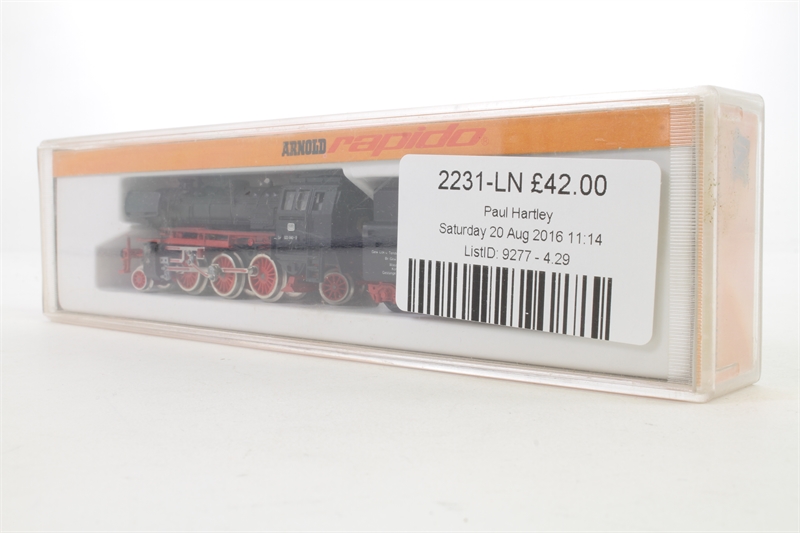 ARNOLD rapido
2231-LN £42.00
Paul Hartley
Saturday 20 Aug 2016 11:14
ListID: 9277 - 4.29